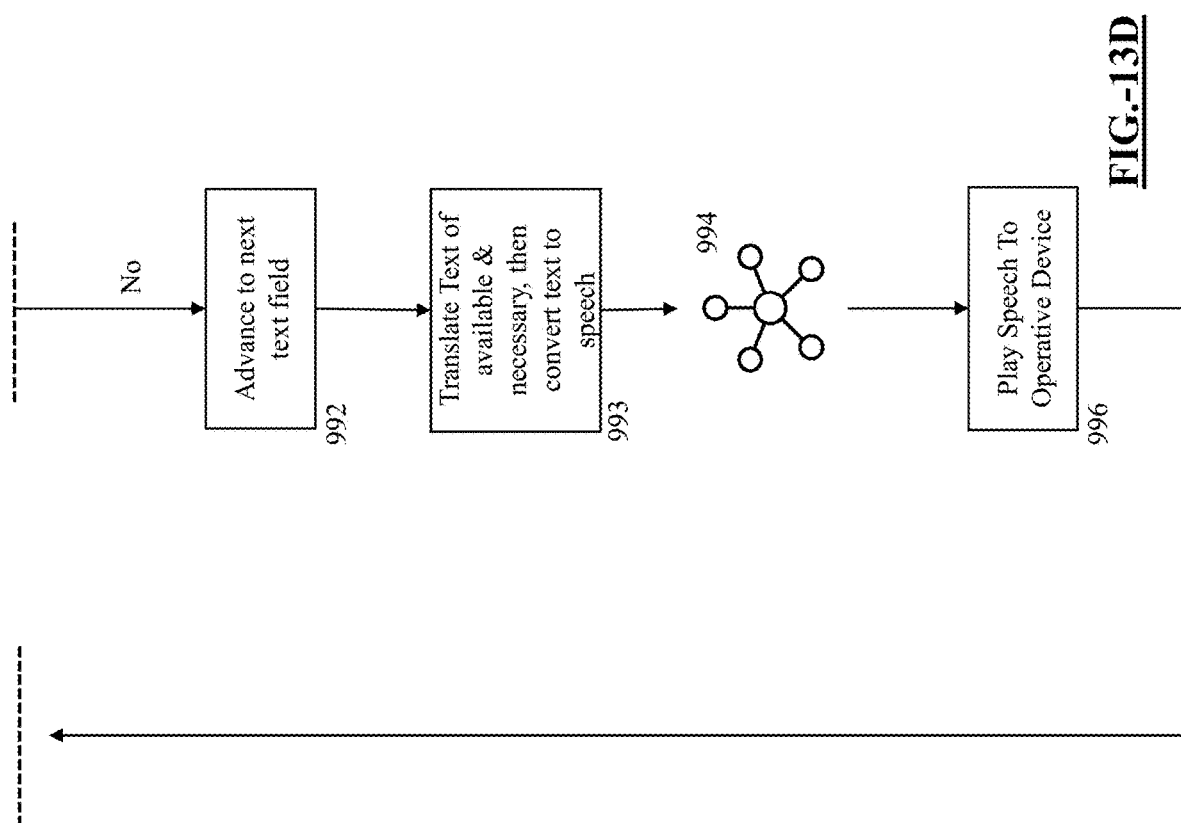 No
Advance to next
text field
992
Translate Text of
available &
necessary, then
convert text to
speech
993
994
Play Speech To
Operative Device
996
FIG.-13D